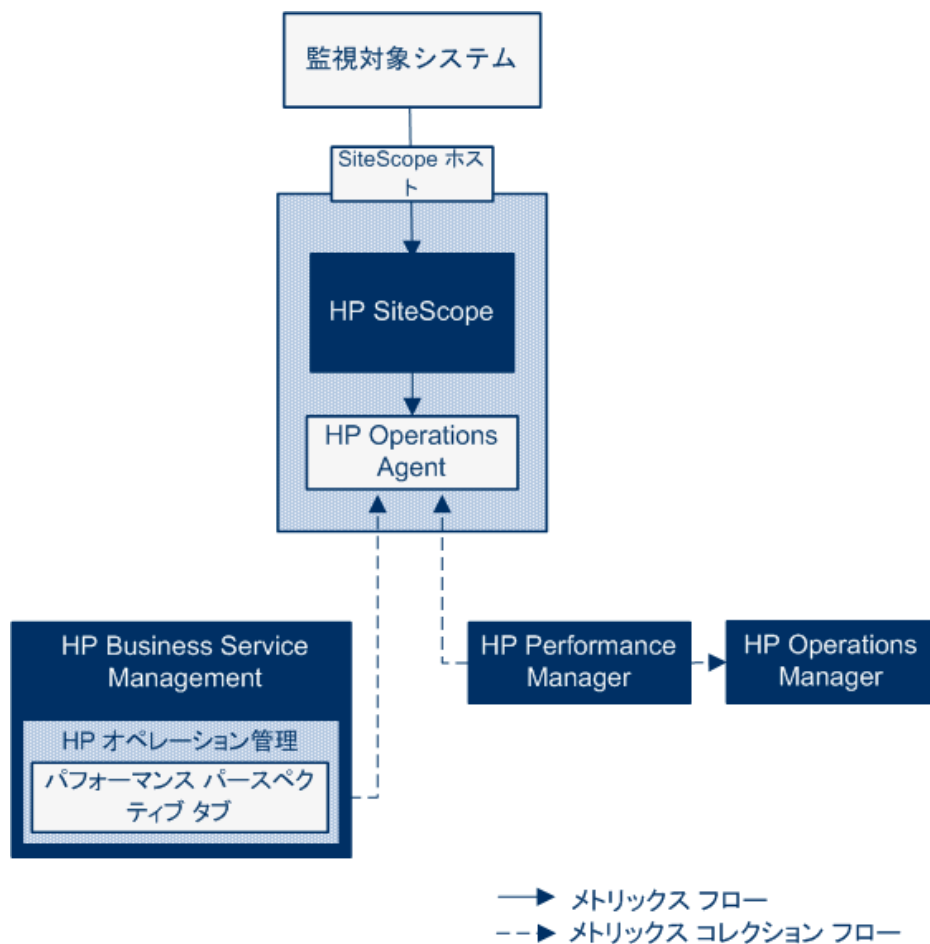 監視対象システム
SiteScope ホス
ト
HP SiteScope
HP Operations
Agent
HP Business Service
Management
HP オペレーション管理
パフォーマンス パースペク
ティブ タブ
HP Performance
Manager
HP Operations
Manager
メトリックス フロー
メトリックス コレクション フロー